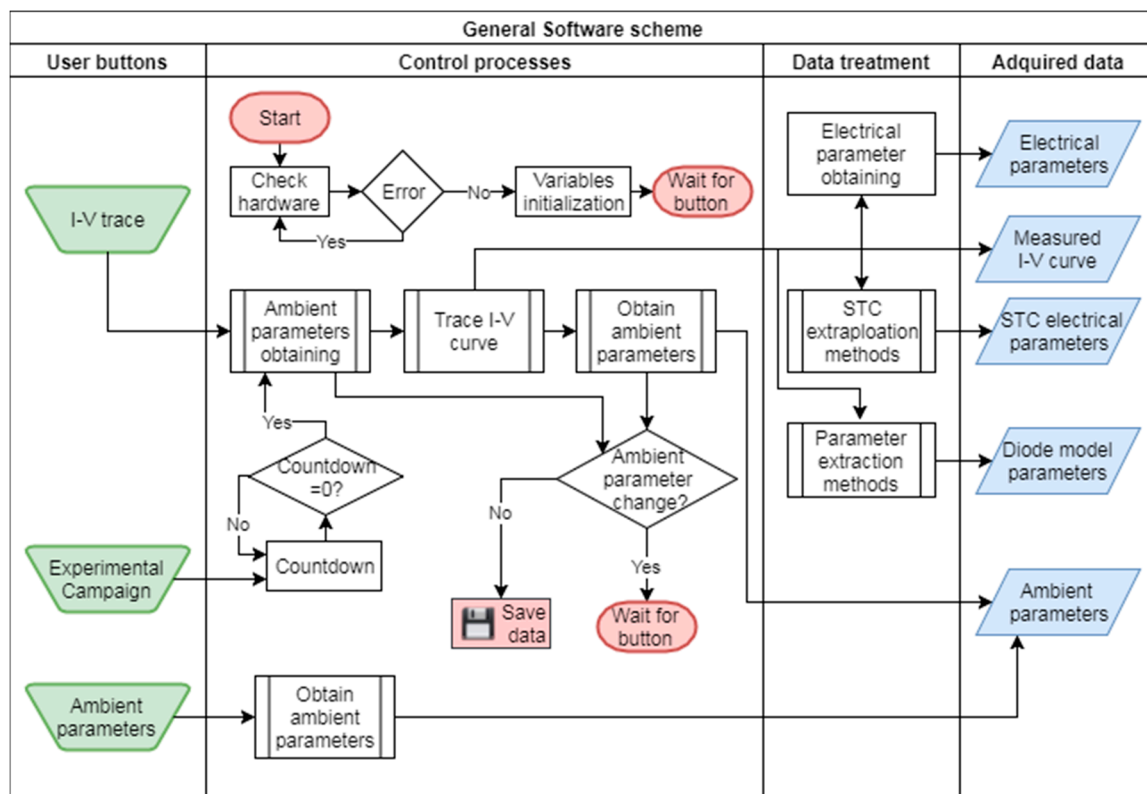 General Software scheme
User buttons
Control processes
Data treatment
Adquired data
Start
Check
hardware
Error
No
Yes
Variables
initialization
Wait for
button
Electrical
parameter
obtaining
Electrical
parameters
I-V trace
Measured
I-V curve
Ambient
parameters
obtaining
Trace I-V
curve
Obtain
ambient
parameters
STC
extraploation
methods
STC electrical
parameters
Yes
Countdown
=0?
No
Countdown
Ambient
parameter
change?
No
Yes
Parameter
extraction
methods
Diode model
parameters
Experimental
Campaign
Save
data
Wait for
button
Ambient
parameters
Ambient
parameters
Obtain
ambient
parameters